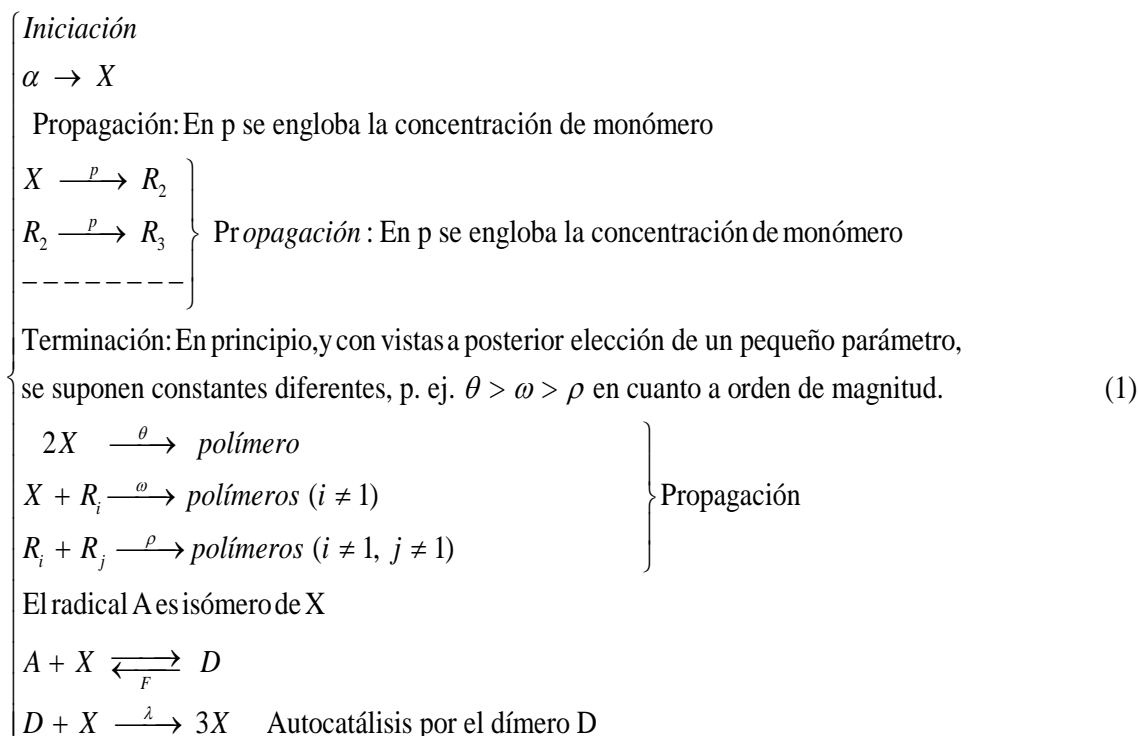 Iniciación
α → X
Propagación: En p se engloba la concentración de monómero
X —p→ R₂
R₂ —p→ R₃
Propagación : En p se engloba la concentración de monómero
– – – – – – – –
Terminación: En principio, y con vistas a posterior elección de un pequeño parámetro,
se suponen constantes diferentes, p. ej. θ > ω > ρ en cuanto a orden de magnitud. (1)
2X —θ→ polímero
X + Rᵢ —ω→ polímeros (i ≠ 1) Propagación
Rᵢ + Rⱼ —ρ→ polímeros (i ≠ 1, j ≠ 1)
El radical A es isómero de X
A + X ⇄ D
F
D + X —λ→ 3X Autocatálisis por el dímero D